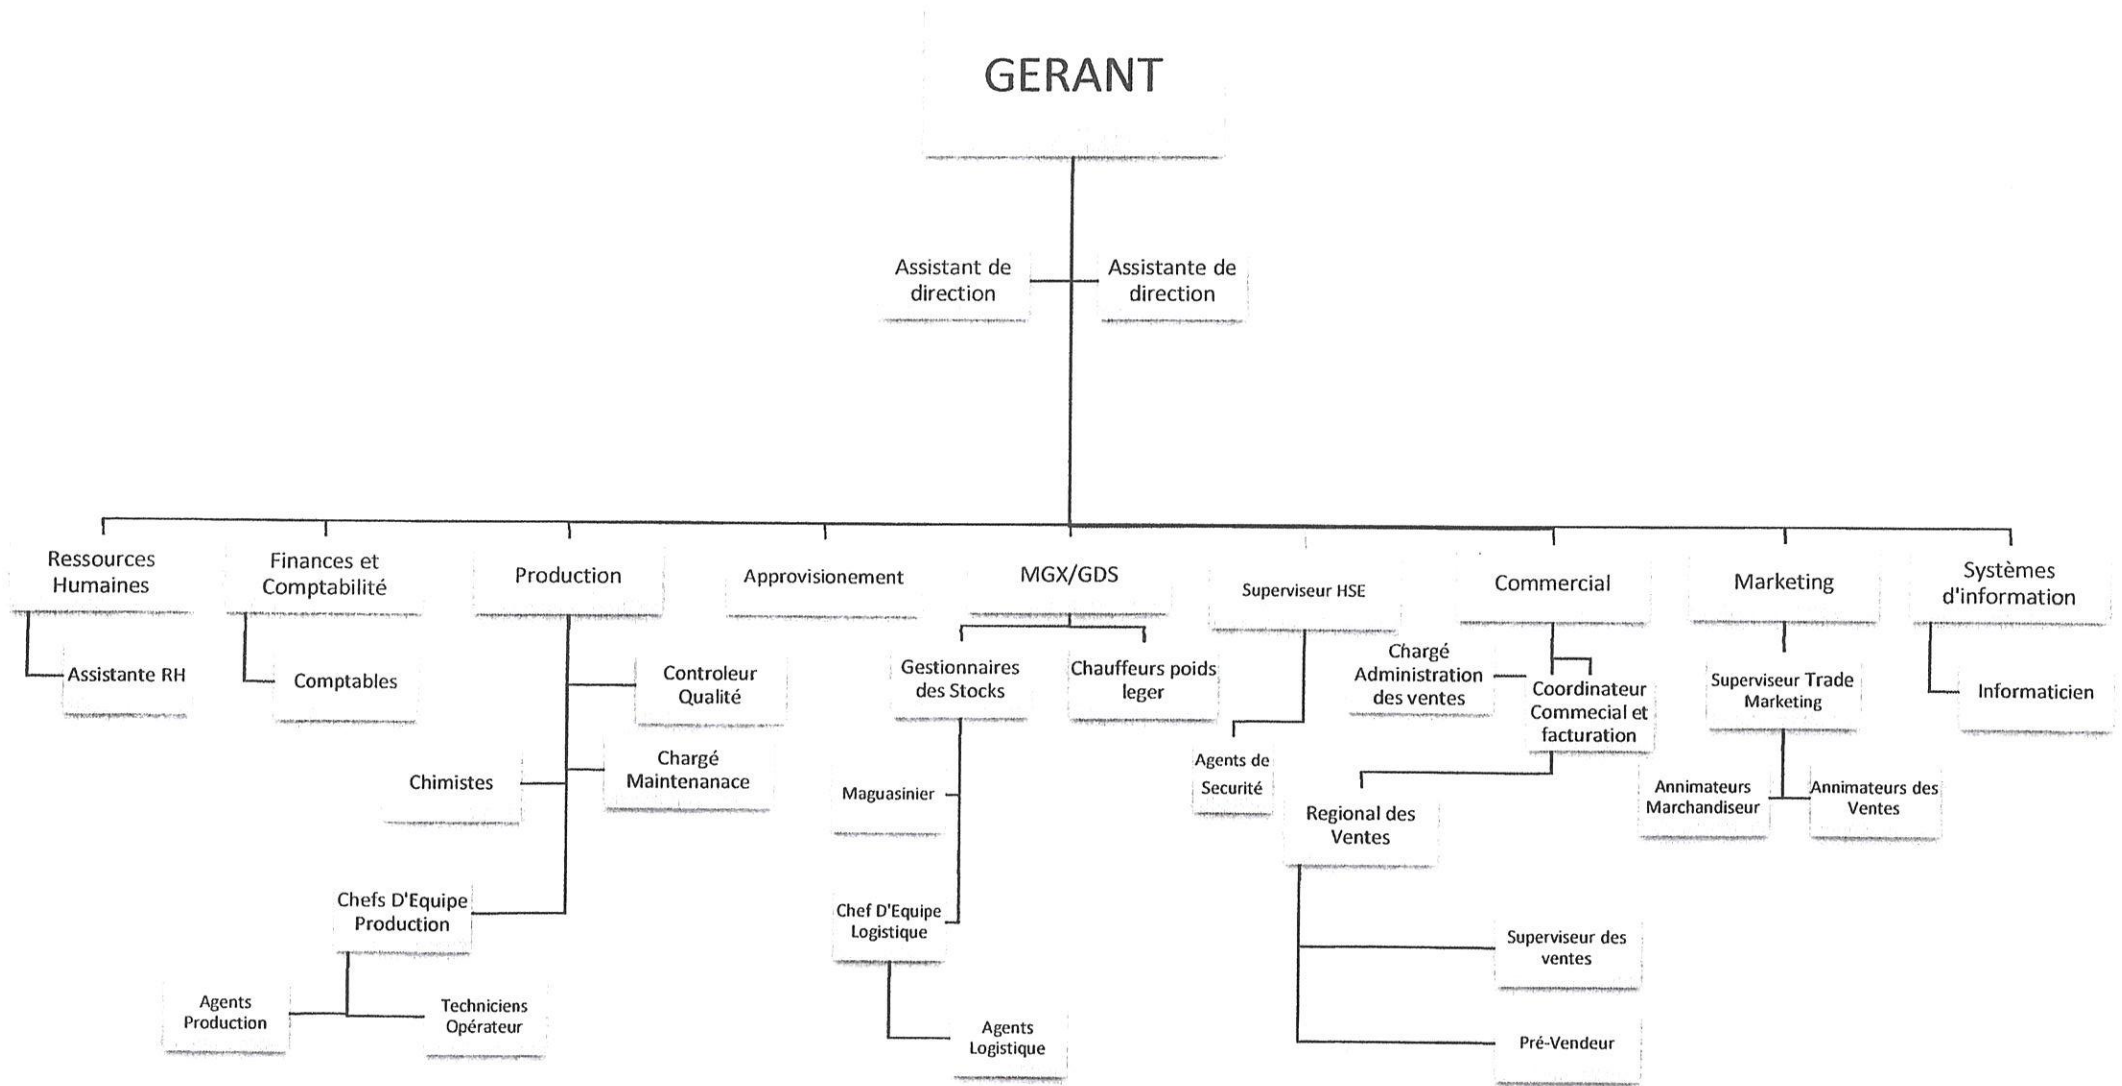 GERANT
Assistant de
direction
Assistante de
direction
Ressources
Humaines
Finances et
Comptabilité
Production
Approvisionement
MGX/GDS
Superviseur HSE
Commercial
Marketing
Systèmes
d'information
Assistante RH
Comptables
Controleur
Qualité
Chimistes
Chargé
Maintenanace
Chefs D'Equipe
Production
Agents
Production
Techniciens
Opérateur
Gestionnaires
des Stocks
Chauffeurs poids
leger
Maguasinier
Chef D'Equipe
Logistique
Agents
Logistique
Agents de
Securité
Chargé
Administration
des ventes
Coordinateur
Commecial et
facturation
Regional des
Ventes
Superviseur des
ventes
Pré-Vendeur
Superviseur Trade
Marketing
Annimateurs
Marchandiseur
Annimateurs des
Ventes
Informaticien